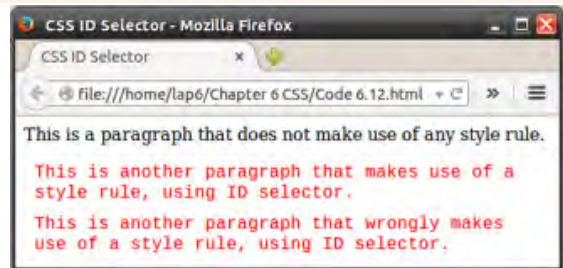 CSS ID Selector - Mozilla Firefox
CSS ID Selector
file:///home/lap6/Chapter 6 CSS/Code 6.12.html
This is a paragraph that does not make use of any style rule.
This is another paragraph that makes use of a
style rule, using ID selector.
This is another paragraph that wrongly makes
use of a style rule, using ID selector.